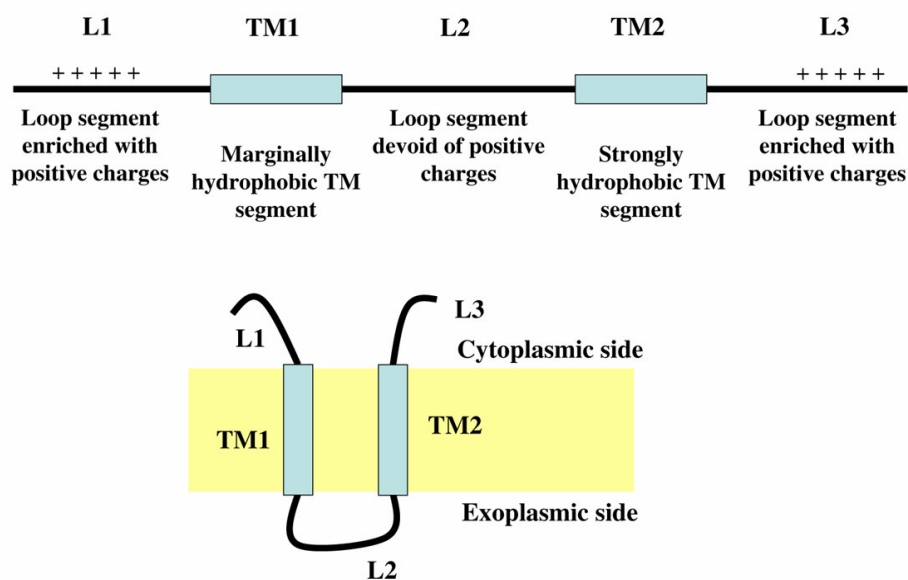 L1 TM1 L2 TM2 L3
+ + + + + + + + + +
Loop segment
enriched with
positive charges
Marginally
hydrophobic TM
segment
Loop segment
devoid of positive
charges
Strongly
hydrophobic TM
segment
Loop segment
enriched with
positive charges
L1
L3
Cytoplasmic side
TM1
TM2
Exoplasmic side
L2